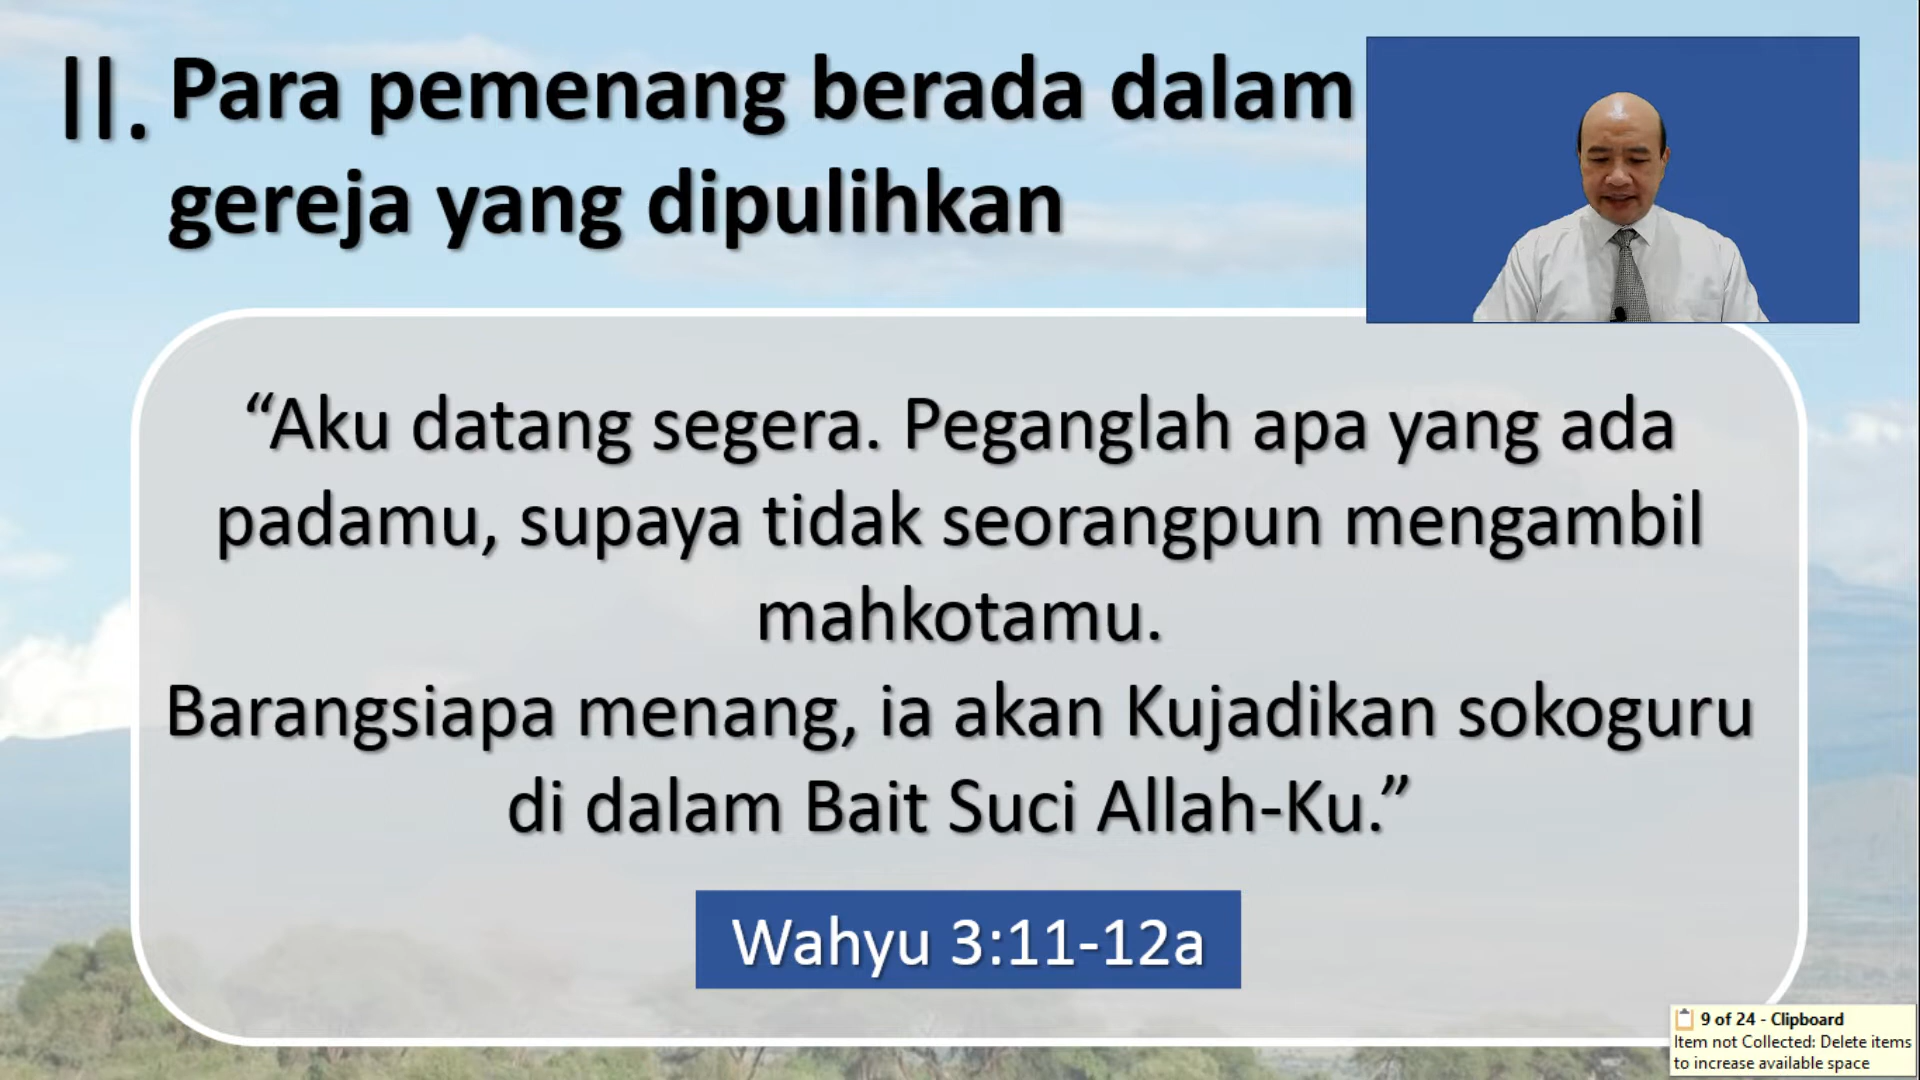 II. Para pemenang berada dalam
gereja yang dipulihkan
“Aku datang segera. Peganglah apa yang ada
padamu, supaya tidak seorangpun mengambil
mahkotamu.
Barangsiapa menang, ia akan Kujadikan sokoguru
di dalam Bait Suci Allah-Ku.”
Wahyu 3:11-12a
9 of 24 - Clipboard
Item not Collected: Delete items
to increase available space